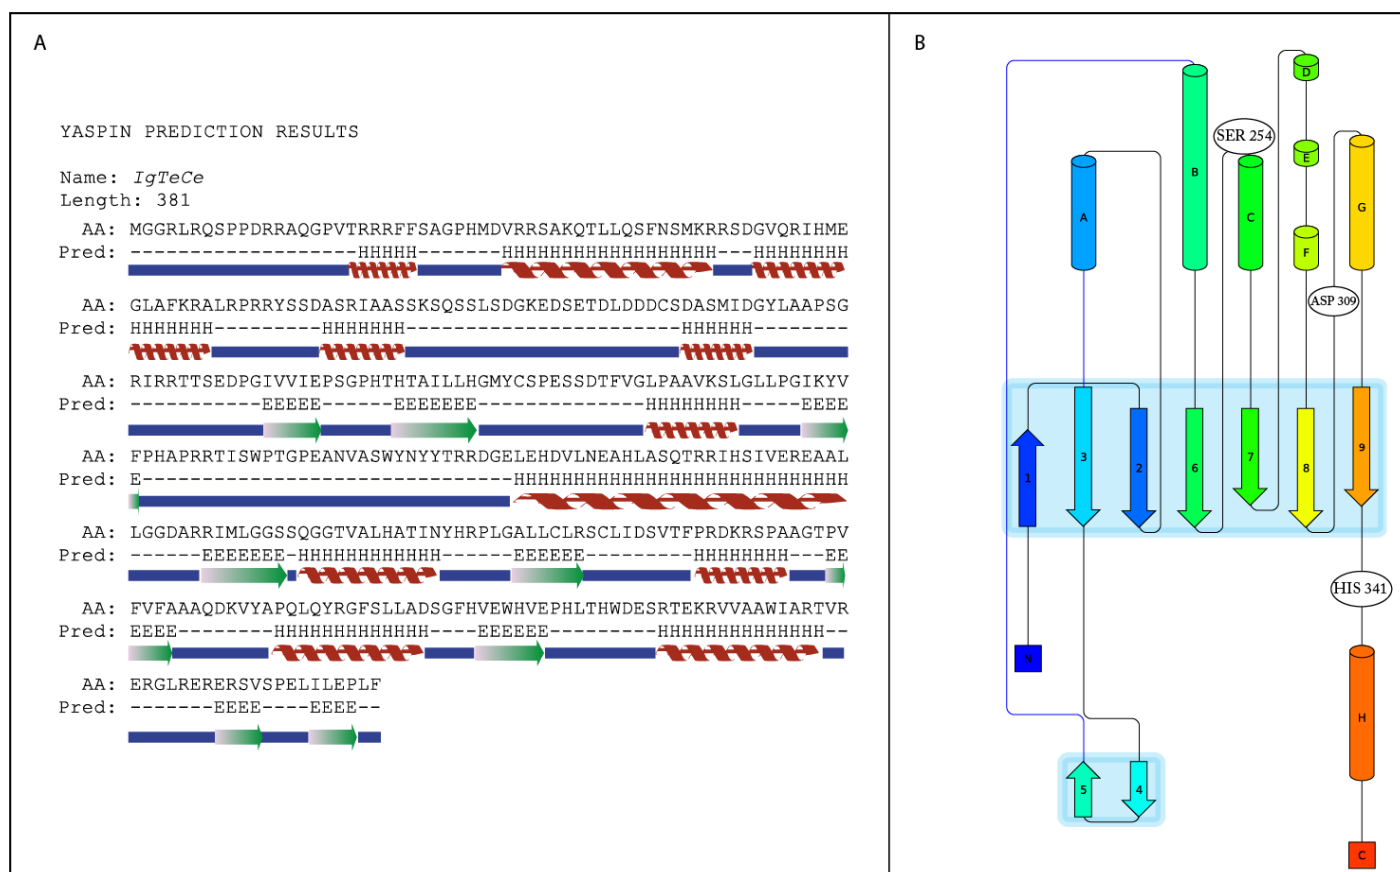 A
YASPIN PREDICTION RESULTS
Name: IgTeCe
Length: 381
AA: MGGRLRQSPPDRRAQGPVTRRRFFSAGPHMDVRRSAKQTLLQSFNSMKRRSDGVQRIHME
Pred: -------------------HHHHH-------HHHHHHHHHHHHHHHHHH---HHHHHHHH
AA: GLAFKRALRPRRYSSDASRIAASSKSQSSLSDGKEDSETDLDDDCSDASMIDGYLAAPSG
Pred: HHHHHHH---------HHHHHHH-----------------------HHHHHH--------
AA: RIRRTTSEDPGIVVIEPSGPHTHTAILLHGMYCSPESSDTFVGLPAAVKSLGLLPGIKYV
Pred: -----------EEEEE------EEEEEEE--------------HHHHHHHH-----EEEE
AA: FPHAPRRTISWPTGPEANVASWYNYYTRRDGELEHDVLNEAHLASQTRRIHSIVEREAAL
Pred: E-------------------------------HHHHHHHHHHHHHHHHHHHHHHHHHHHH
AA: LGGDARRIMLGGSSQGGTVALHATINYHRPLGALLCLRSCLIDSVTFPRDKRSPAAGTPV
Pred: ------EEEEEEE-HHHHHHHHHHHH------EEEEEE---------HHHHHHHH---EE
AA: FVFAAAQDKVYAPQLQYRGFSLLADSGFHVEWHVEPHLTHWDESRTEKRVVAAWIARTVR
Pred: EEEE--------HHHHHHHHHHHHH----EEEEEE---------HHHHHHHHHHHHHH--
AA: ERGLRERERSVSPELILEPLF
Pred: -------EEEE----EEEE--
B
D
SER 254
E
B
A
C
G
F
ASP 309
1
3
2
6
7
8
9
HIS 341
N
H
5
4
C